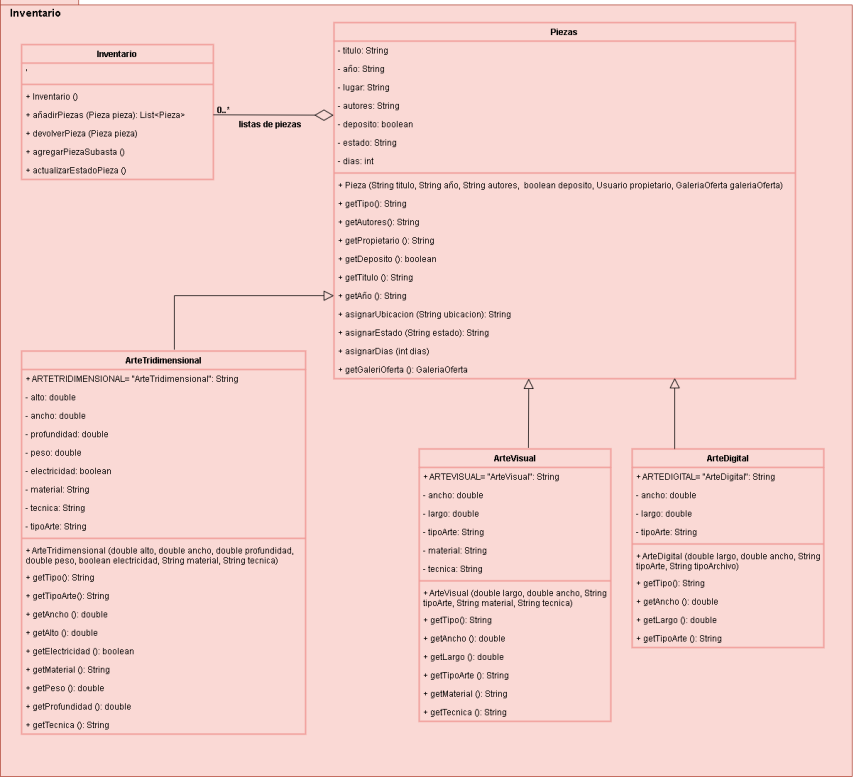 Inventario
Inventario
'
+ Inventario ()
+ añadirPiezas (Pieza pieza): List<Pieza>
+ devolverPieza (Pieza pieza)
+ agregarPiezaSubasta ()
+ actualizarEstadoPieza ()
0..*
listas de piezas
Piezas
- titulo: String
- año: String
- lugar: String
- autores: String
- deposito: boolean
- estado: String
- dias: int
+ Pieza (String titulo, String año, String autores, boolean deposito, Usuario propietario, GaleriaOferta galeriaOferta)
+ getTipo(): String
+ getAutores(): String
+ getPropietario (): String
+ getDeposito (): boolean
+ getTitulo (): String
+ getAño (): String
+ asignarUbicacion (String ubicacion): String
+ asignarEstado (String estado): String
+ asignarDias (int dias)
+ getGaleriOferta (): GaleriaOferta
ArteTridimensional
+ ARTETRIDIMENSIONAL= "ArteTridimensional": String
- alto: double
- ancho: double
- profundidad: double
- peso: double
- electricidad: boolean
- material: String
- tecnica: String
- tipoArte: String
+ ArteTridimensional (double alto, double ancho, double profundidad,
double peso, boolean electricidad, String material, String tecnica)
+ getTipo(): String
+ getTipoArte(): String
+ getAncho (): double
+ getAlto (): double
+ getElectricidad (): boolean
+ getMaterial (): String
+ getPeso (): double
+ getProfundidad (): double
+ getTecnica (): String
ArteVisual
+ ARTEVISUAL= "ArteVisual": String
- ancho: double
- largo: double
- tipoArte: String
- material: String
- tecnica: String
+ ArteVisual (double largo, double ancho, String
tipoArte, String material, String tecnica)
+ getTipo(): String
+ getAncho (): double
+ getLargo (): double
+ getTipoArte (): String
+ getMaterial (): String
+ getTecnica (): String
ArteDigital
+ ARTEDIGITAL= "ArteDigital": String
- ancho: double
- largo: double
- tipoArte: String
+ ArteDigital (double largo, double ancho, String
tipoArte, String tipoArchivo)
+ getTipo(): String
+ getAncho (): double
+ getLargo (): double
+ getTipoArte (): String